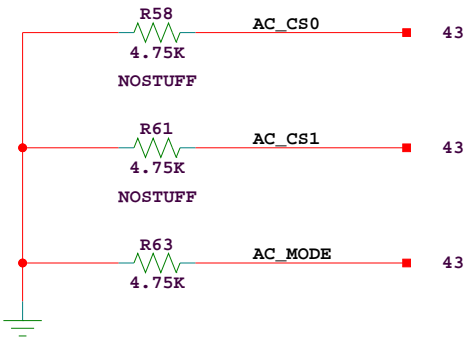 R58
AC_CS0
43
4.75K
NOSTUFF
R61
AC_CS1
43
4.75K
NOSTUFF
R63
AC_MODE
43
4.75K